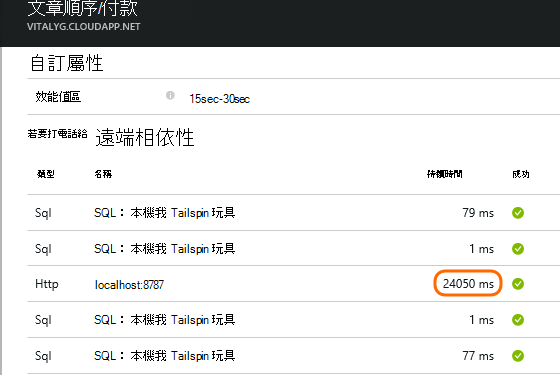 文章順序/付款
VITALYG.CLOUDAPP.NET
自訂屬性
效能值區 15sec-30sec
若要打電話給 遠端相依性
類型 名稱 持續時間 成功
Sql SQL： 本機我 Tailspin 玩具 79 ms
Sql SQL： 本機我 Tailspin 玩具 1 ms
Http localhost:8787 24050 ms
Sql SQL： 本機我 Tailspin 玩具 1 ms
Sql SQL： 本機我 Tailspin 玩具 77 ms